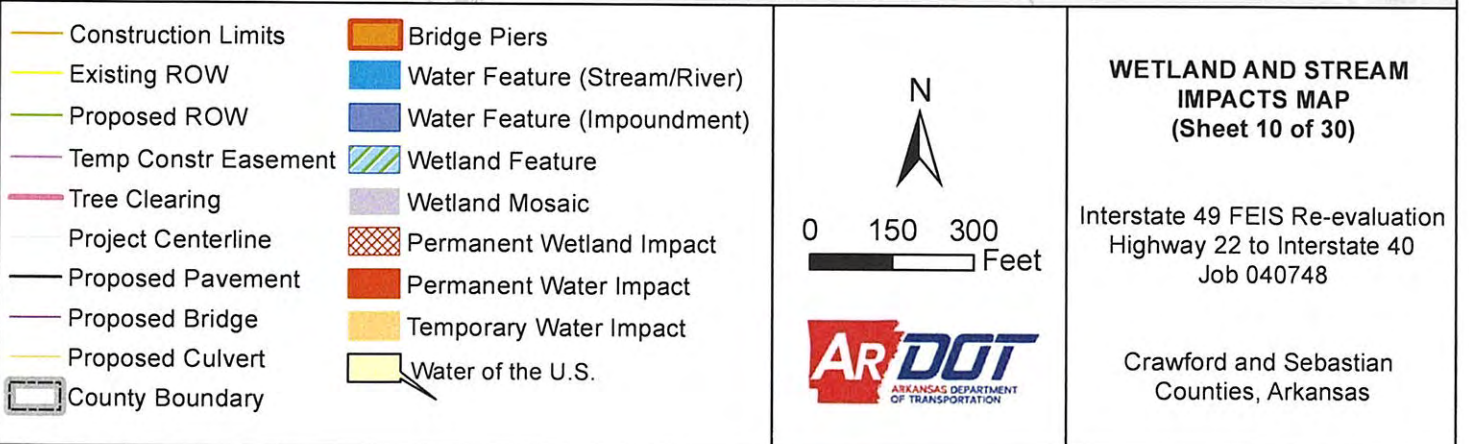 Construction Limits
Existing ROW
Proposed ROW
Temp Constr Easement
Tree Clearing
Project Centerline
Proposed Pavement
Proposed Bridge
Proposed Culvert
County Boundary
Bridge Piers
Water Feature (Stream/River)
Water Feature (Impoundment)
Wetland Feature
Wetland Mosaic
Permanent Wetland Impact
Permanent Water Impact
Temporary Water Impact
Water of the U.S.
N
0 150 300
Feet
ARDOT
ARKANSAS DEPARTMENT
OF TRANSPORTATION
WETLAND AND STREAM
IMPACTS MAP
(Sheet 10 of 30)
Interstate 49 FEIS Re-evaluation
Highway 22 to Interstate 40
Job 040748
Crawford and Sebastian
Counties, Arkansas